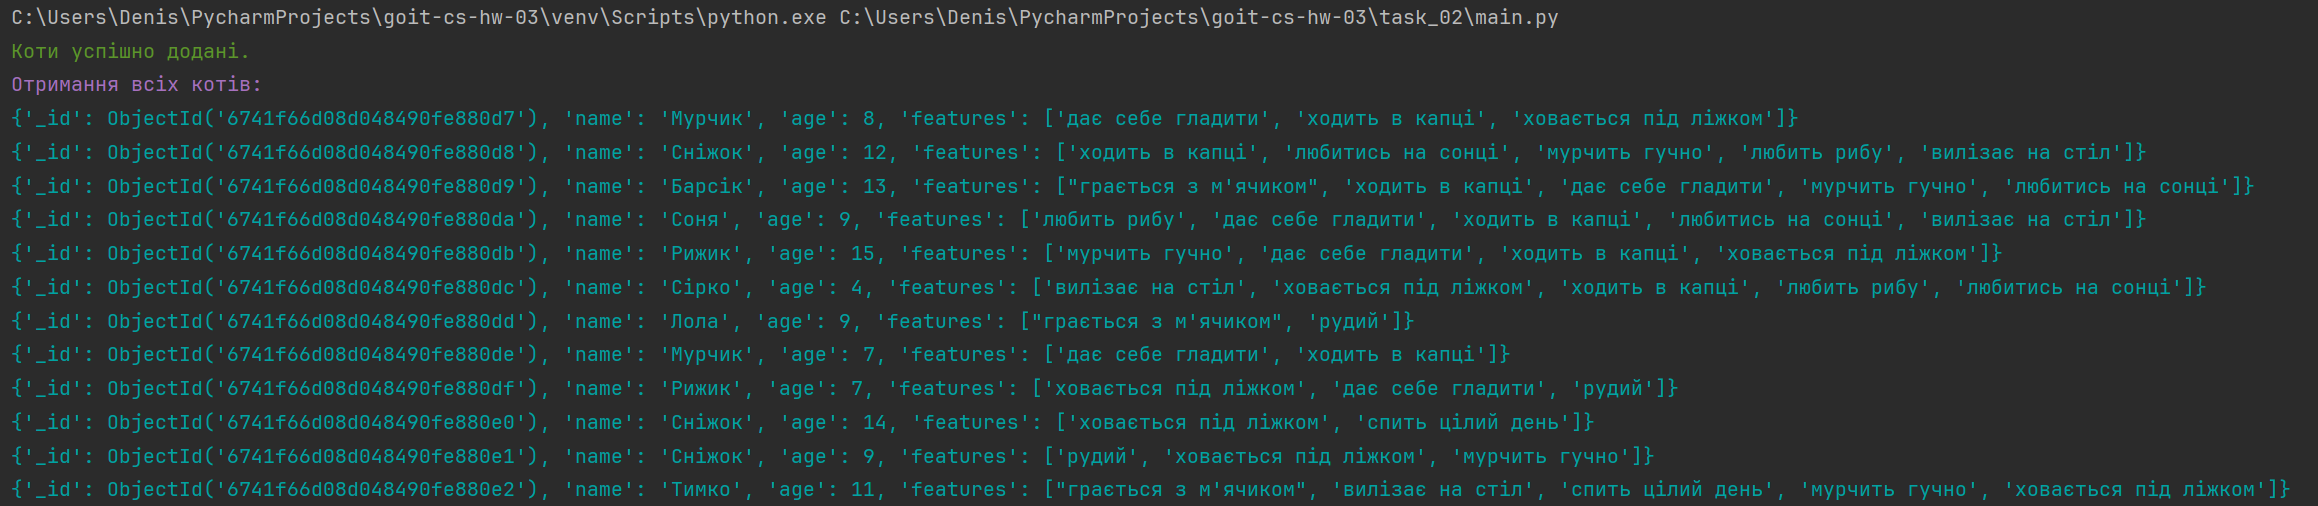 C:\Users\Denis\PycharmProjects\goit-cs-hw-03\venv\Scripts\python.exe C:\Users\Denis\PycharmProjects\goit-cs-hw-03\task_02\main.py
Коти успішно додані.
Отримання всіх котів:
{'_id': ObjectId('6741f66d08d048490fe880d7'), 'name': 'Мурчик', 'age': 8, 'features': ['дає себе гладити', 'ходить в капці', 'ховається під ліжком']}
{'_id': ObjectId('6741f66d08d048490fe880d8'), 'name': 'Сніжок', 'age': 12, 'features': ['ходить в капці', 'любитись на сонці', 'мурчить гучно', 'любить рибу', 'вилізає на стіл']}
{'_id': ObjectId('6741f66d08d048490fe880d9'), 'name': 'Барсік', 'age': 13, 'features': ["грається з м'ячиком", 'ходить в капці', 'дає себе гладити', 'мурчить гучно', 'любитись на сонці']}
{'_id': ObjectId('6741f66d08d048490fe880da'), 'name': 'Соня', 'age': 9, 'features': ['любить рибу', 'дає себе гладити', 'ходить в капці', 'любитись на сонці', 'вилізає на стіл']}
{'_id': ObjectId('6741f66d08d048490fe880db'), 'name': 'Рижик', 'age': 15, 'features': ['мурчить гучно', 'дає себе гладити', 'ходить в капці', 'ховається під ліжком']}
{'_id': ObjectId('6741f66d08d048490fe880dc'), 'name': 'Сірко', 'age': 4, 'features': ['вилізає на стіл', 'ховається під ліжком', 'ходить в капці', 'любить рибу', 'любитись на сонці']}
{'_id': ObjectId('6741f66d08d048490fe880dd'), 'name': 'Лола', 'age': 9, 'features': ["грається з м'ячиком", 'рудий']}
{'_id': ObjectId('6741f66d08d048490fe880de'), 'name': 'Мурчик', 'age': 7, 'features': ['дає себе гладити', 'ходить в капці']}
{'_id': ObjectId('6741f66d08d048490fe880df'), 'name': 'Рижик', 'age': 7, 'features': ['ховається під ліжком', 'дає себе гладити', 'рудий']}
{'_id': ObjectId('6741f66d08d048490fe880e0'), 'name': 'Сніжок', 'age': 14, 'features': ['ховається під ліжком', 'спить цілий день']}
{'_id': ObjectId('6741f66d08d048490fe880e1'), 'name': 'Сніжок', 'age': 9, 'features': ['рудий', 'ховається під ліжком', 'мурчить гучно']}
{'_id': ObjectId('6741f66d08d048490fe880e2'), 'name': 'Тимко', 'age': 11, 'features': ["грається з м'ячиком", 'вилізає на стіл', 'спить цілий день', 'мурчить гучно', 'ховається під ліжком']}